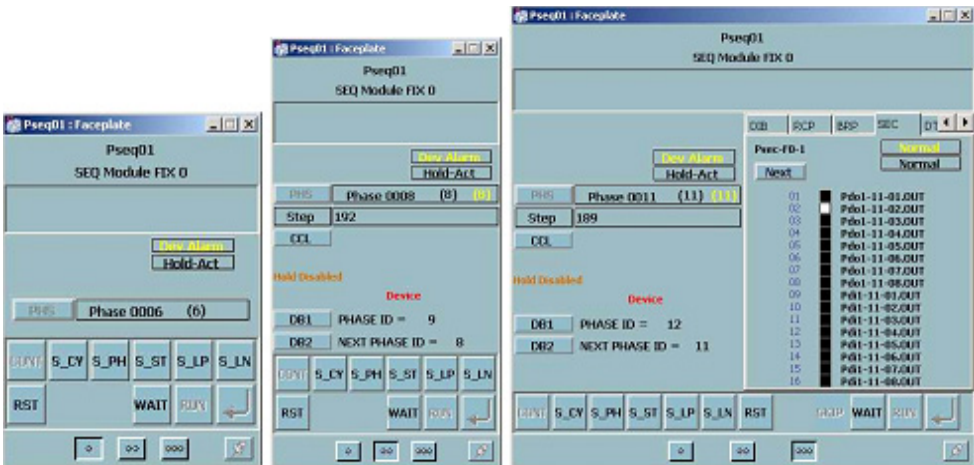 Pseq01 : Faceplate
Pseq01
SEQ Module FIX 0
Dev Alarm
Hold-Act
PHS Phase 0006 (6)
CONT S_CY S_PH S_ST S_LP S_LN
RST WAIT RUN
Pseq01 : Faceplate
Pseq01
SEQ Module FIX 0
Dev Alarm
Hold-Act
PHS Phase 0008 (8) (8)
Step 192
CCL
Hold Disabled
Device
DB1 PHASE ID = 9
DB2 NEXT PHASE ID = 8
CONT S_CY S_PH S_ST S_LP S_LN
RST WAIT RUN
Pseq01 : Faceplate
Pseq01
SEQ Module FIX 0
Dev Alarm
Hold-Act
PHS Phase 0011 (11) (11)
Step 189
CCL
Hold Disabled
Device
DB1 PHASE ID = 12
DB2 NEXT PHASE ID = 11
RCP BRP SEC
Psec-FD-1 Normal
Normal
Next
01 Pdo1-11-01.OUT
02 Pdo1-11-02.OUT
03 Pdo1-11-03.OUT
04 Pdo1-11-04.OUT
05 Pdo1-11-05.OUT
06 Pdo1-11-06.OUT
07 Pdo1-11-07.OUT
08 Pdo1-11-08.OUT
09 Pdi1-11-01.OUT
10 Pdi1-11-02.OUT
11 Pdi1-11-03.OUT
12 Pdi1-11-04.OUT
13 Pdi1-11-05.OUT
14 Pdi1-11-06.OUT
15 Pdi1-11-07.OUT
16 Pdi1-11-08.OUT
CONT S_CY S_PH S_ST S_LP S_LN RST SKIP WAIT RUN